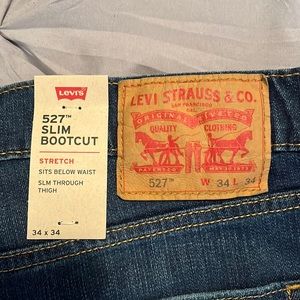 Levi's
527™
SLIM
BOOTCUT
STRETCH
SITS BELOW WAIST
SLM THROUGH
THIGH
34 x 34
LEVI STRAUSS & CO.
SAN FRANCISCO
CAL.
ORIGINAL RIVETED
QUALITY CLOTHING
527™ W 34 L 34